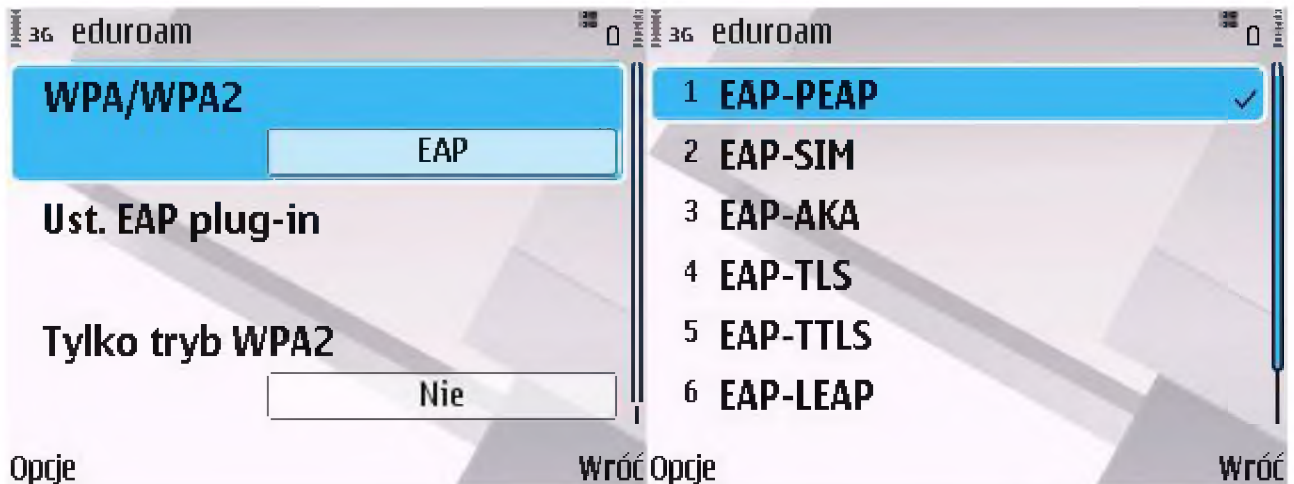 3G eduroam
WPA/WPA2
EAP
Ust. EAP plug-in
Tylko tryb WPA2
Nie
Opcje Wróć
3G eduroam
1 EAP-PEAP
2 EAP-SIM
3 EAP-AKA
4 EAP-TLS
5 EAP-TTLS
6 EAP-LEAP
Opcje Wróć